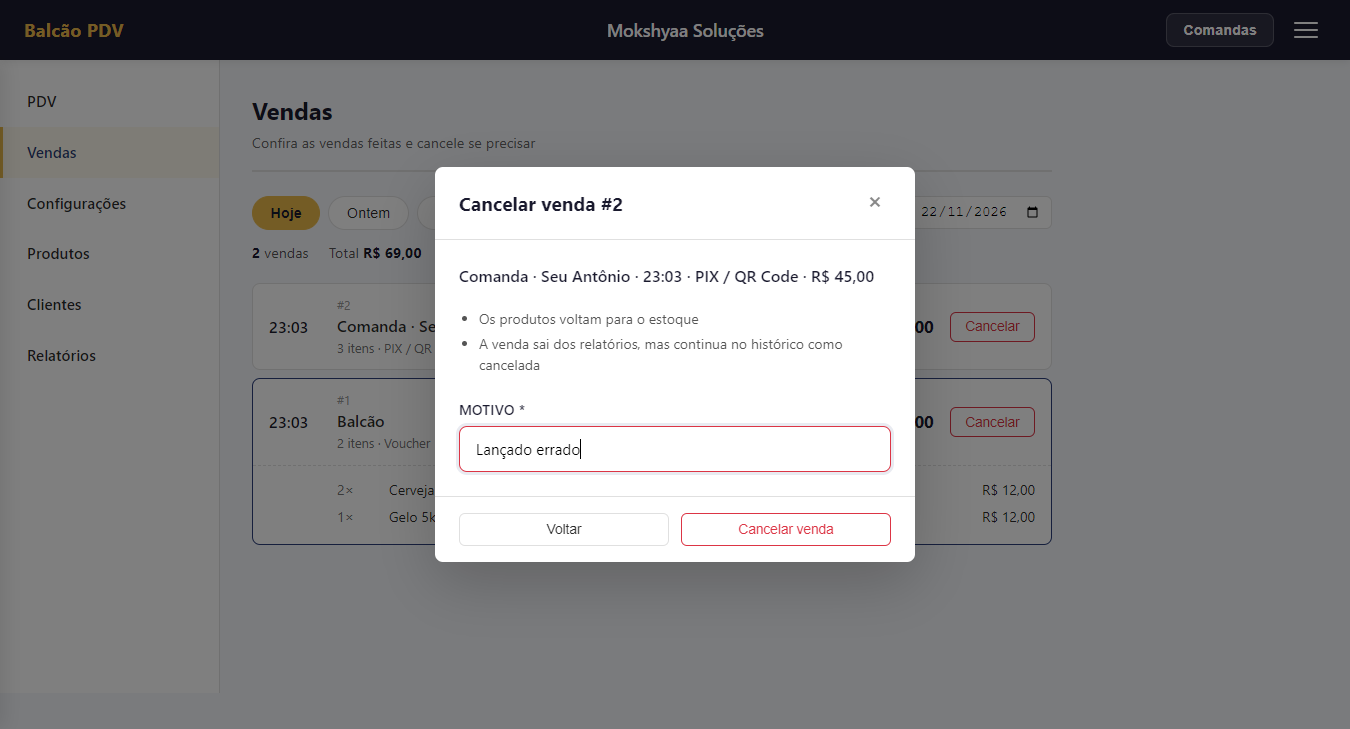 Balcão PDV
Mokshyaa Soluções
Comandas
PDV
Vendas
Configurações
Produtos
Clientes
Relatórios
Vendas
Confira as vendas feitas e cancele se precisar
Hoje
Ontem
22/11/2026
2 vendas
Total R$ 69,00
#2
23:03
Comanda · Se
3 itens · PIX / QR
00
Cancelar
#1
23:03
Balcão
2 itens · Voucher
00
Cancelar
2×
Cerveja
R$ 12,00
1×
Gelo 5k
R$ 12,00
Cancelar venda #2
×
Comanda · Seu Antônio · 23:03 · PIX / QR Code · R$ 45,00
• Os produtos voltam para o estoque
• A venda sai dos relatórios, mas continua no histórico como
cancelada
MOTIVO *
Lançado errado
Voltar
Cancelar venda